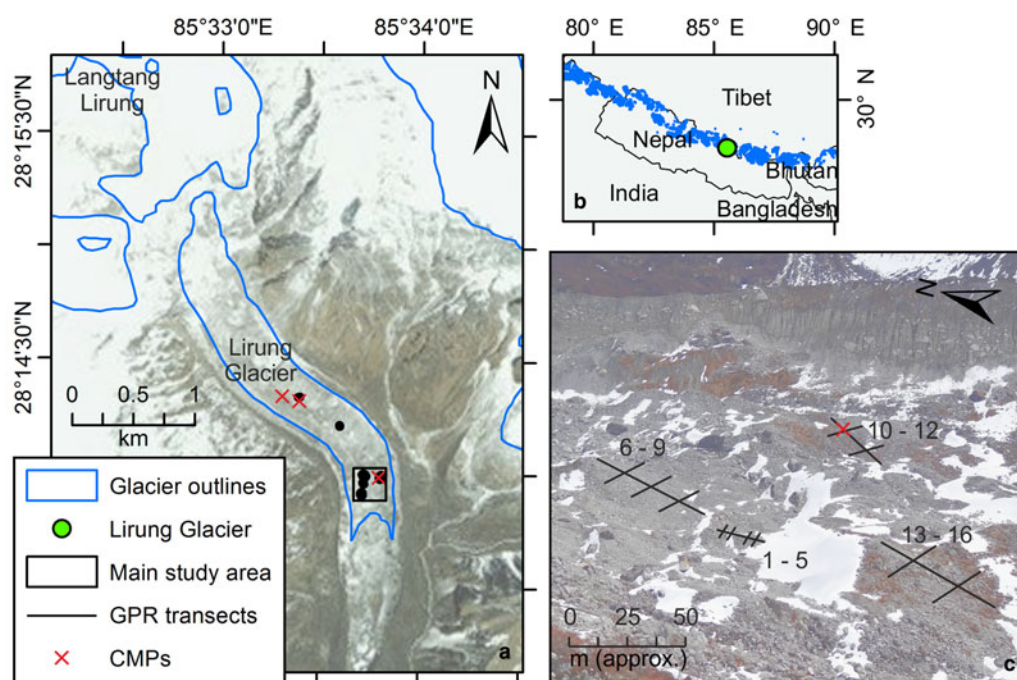 85°33'0"E
85°34'0"E
28°15'30"N
28°14'30"N
Langtang
Lirung
N
Lirung
Glacier
0 0.5 1
km
a
Glacier outlines
Lirung Glacier
Main study area
GPR transects
CMPs
80° E
85° E
90° E
30° N
Tibet
Nepal
Bhutan
India
Bangladesh
b
N
10 - 12
6 - 9
13 - 16
1 - 5
0 25 50
m (approx.)
c